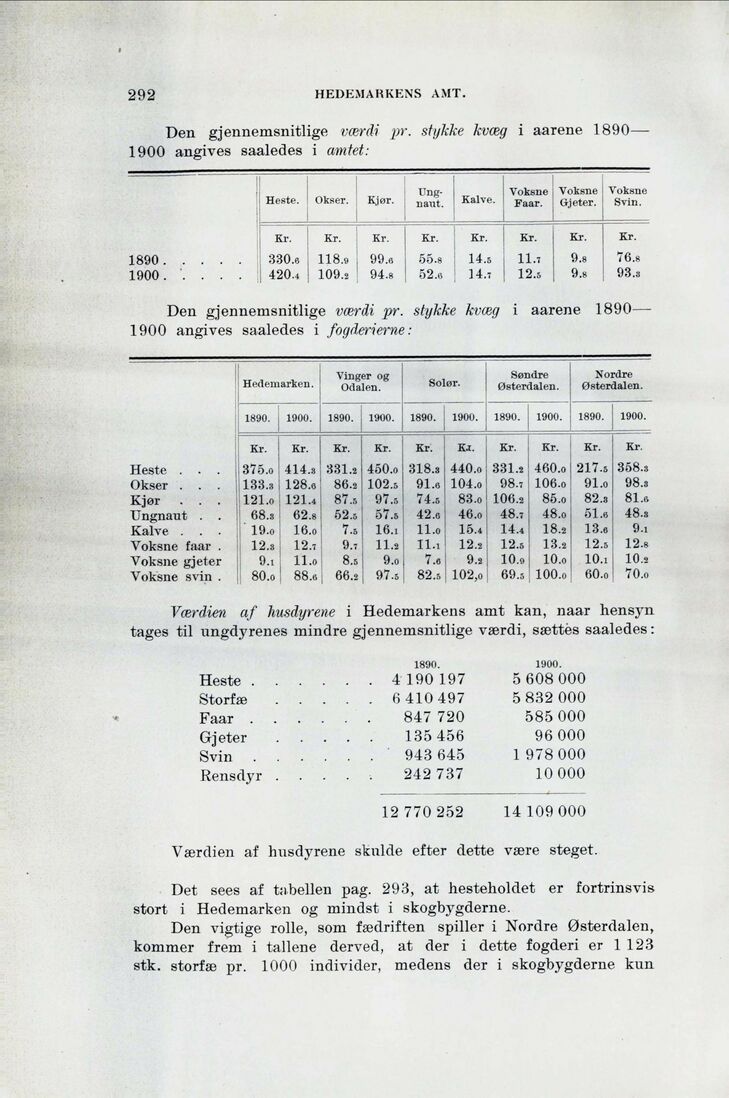 292 HEDEMARKENS AMT.
Den gjennemsnitlige værdi pr. stykke kvæg i aarene 1890—
1900 angives saaledes i amtet:
Heste. Okser. Kjør. Ung-naut. Kalve. Voksne Faar. Voksne Gjeter. Voksne Svin.
Kr. Kr. Kr. Kr. Kr. Kr. Kr. Kr.
1890 . . . . . 330.6 118.9 99.6 55.8 14.5 11.7 9.8 76.8
1900 . . . . . 420.4 109.2 94.8 52.6 14.7 12.5 9.8 93.3
Den gjennemsnitlige værdi pr. stykke kvæg i aarene 1890—
1900 angives saaledes i fogderierne:
Hedemarken. Vinger og Odalen. Solør. Søndre Østerdalen. Nordre Østerdalen.
1890. 1900. 1890. 1900. 1890. 1900. 1890. 1900. 1890. 1900.
Kr. Kr. Kr. Kr. Kr. Kr. Kr. Kr. Kr. Kr.
Heste . . . 375.0 414.3 331.2 450.0 318.3 440.0 331.2 460.0 217.5 358.3
Okser . . . 133.3 128.6 86.2 102.5 91.6 104.0 98.7 106.0 91.0 98.3
Kjør . . . 121.0 121.4 87.5 97.5 74.5 83.0 106.2 85.0 82.3 81.6
Ungnaut . . 68.3 62.8 52.5 57.5 42.6 46.0 48.7 48.0 51.6 48.3
Kalve . . . 19.0 16.0 7.5 16.1 11.0 15.4 14.4 18.2 13.6 9.1
Voksne faar . 12.3 12.7 9.7 11.2 11.1 12.2 12.5 13.2 12.5 12.8
Voksne gjeter 9.1 11.0 8.5 9.0 7.6 9.2 10.9 10.0 10.1 10.2
Voksne svin . 80.0 88.6 66.2 97.5 82.5 102,0 69.5 100.0 60.0 70.0
Værdien af husdyrene i Hedemarkens amt kan, naar hensyn
tages til ungdyrenes mindre gjennemsnitlige værdi, sættes saaledes:
1890. 1900.
Heste . . . . . . 4 190 197 5 608 000
Storfæ . . . . . 6 410 497 5 832 000
Faar . . . . . . 847 720 585 000
Gjeter . . . . . 135 456 96 000
Svin . . . . . . 943 645 1 978 000
Rensdyr . . . . . 242 737 10 000
12 770 252 14 109 000
Værdien af husdyrene skulde efter dette være steget.
Det sees af tabellen pag. 293, at hesteholdet er fortrinsvis
stort i Hedemarken og mindst i skogbygderne.
Den vigtige rolle, som fædriften spiller i Nordre Østerdalen,
kommer frem i tallene derved, at der i dette fogderi er 1 123
stk. storfæ pr. 1000 individer, medens der i skogbygderne kun